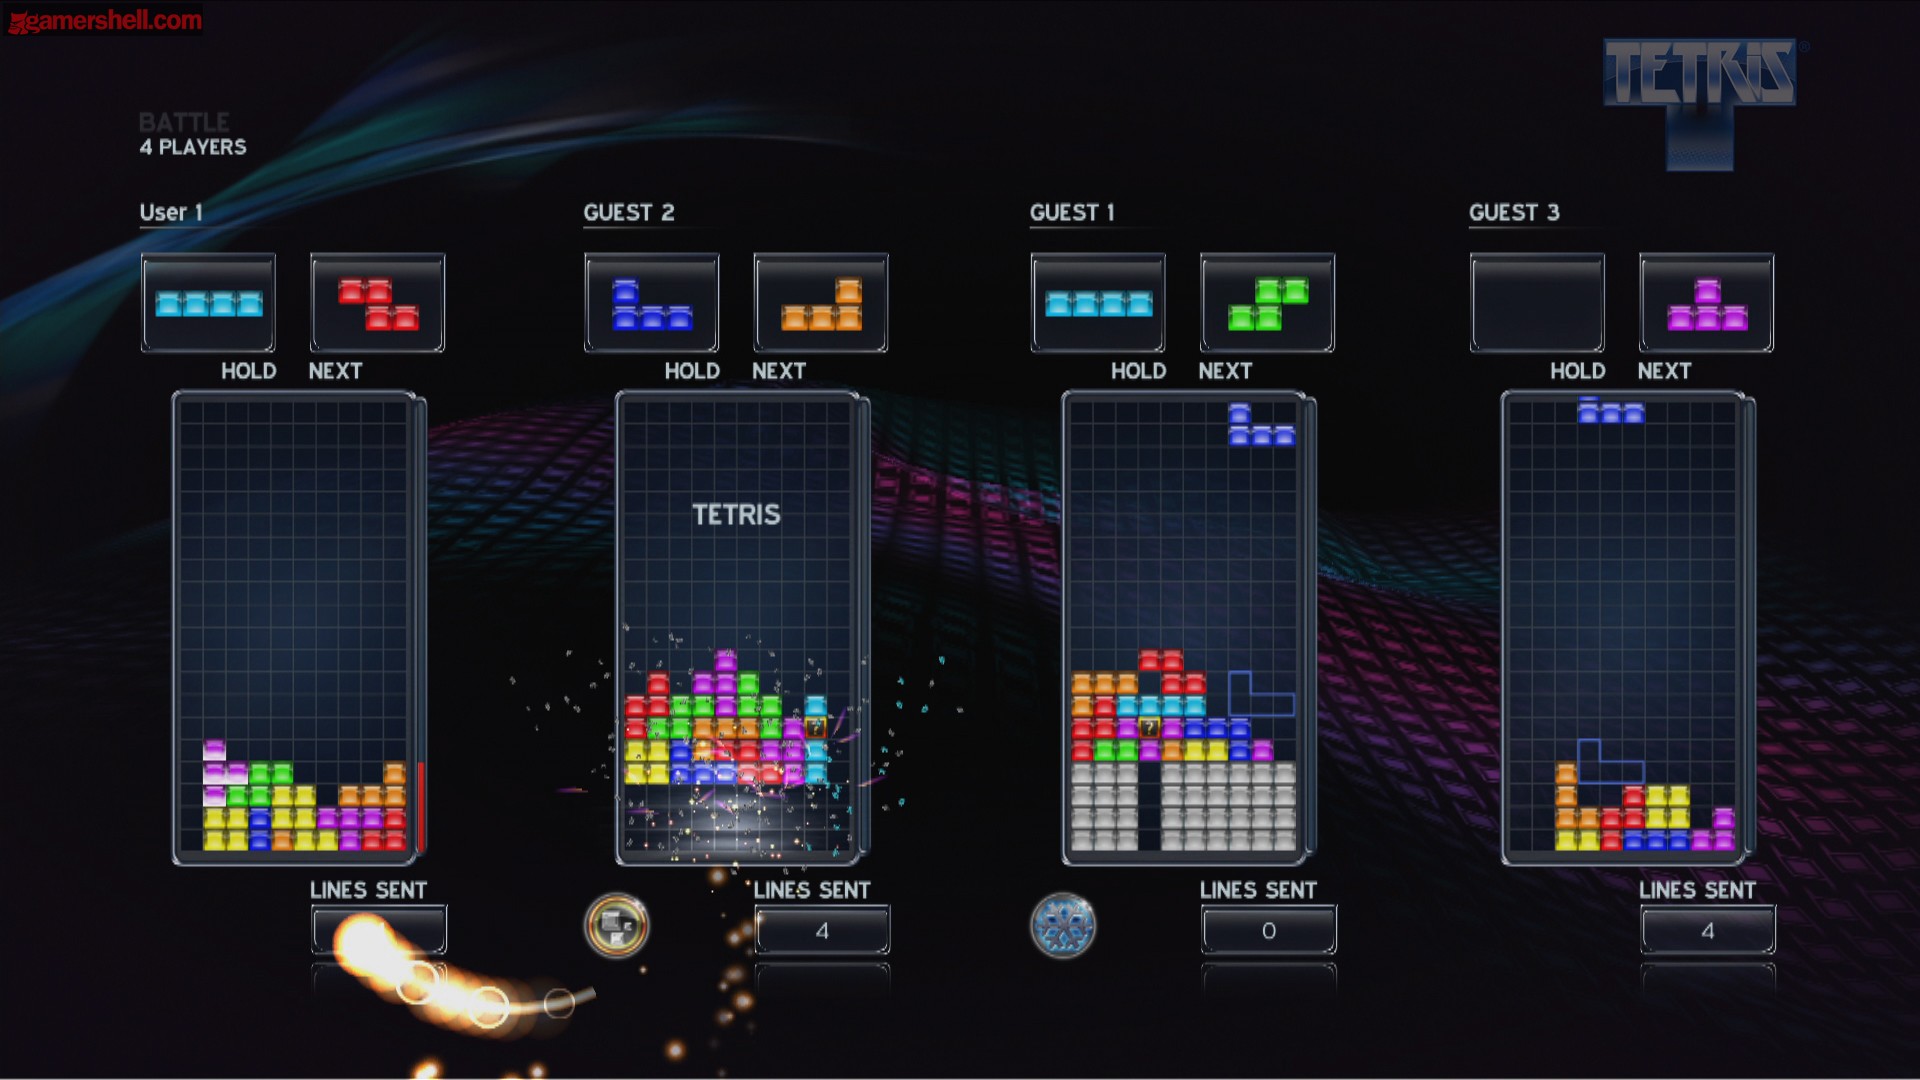 gamershell.com
TETRIS®
BATTLE
4 PLAYERS
User 1
GUEST 2
GUEST 1
GUEST 3
HOLD NEXT
HOLD NEXT
HOLD NEXT
HOLD NEXT
TETRIS
?
?
LINES SENT
LINES SENT
LINES SENT
LINES SENT
4
0
4